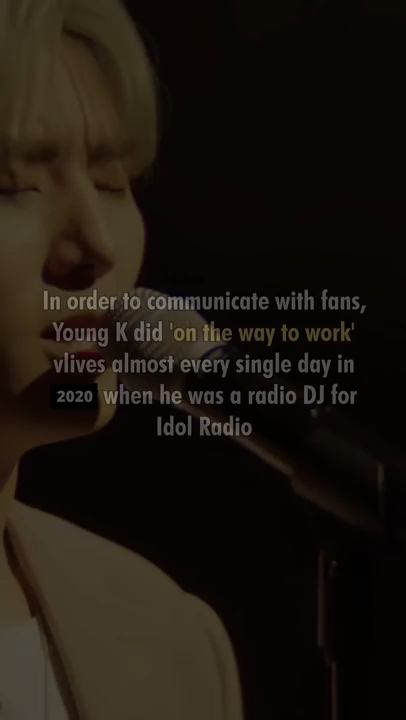 In order to communicate with fans,
Young K did 'on the way to work'
vlives almost every single day in
2020 when he was a radio DJ for
Idol Radio